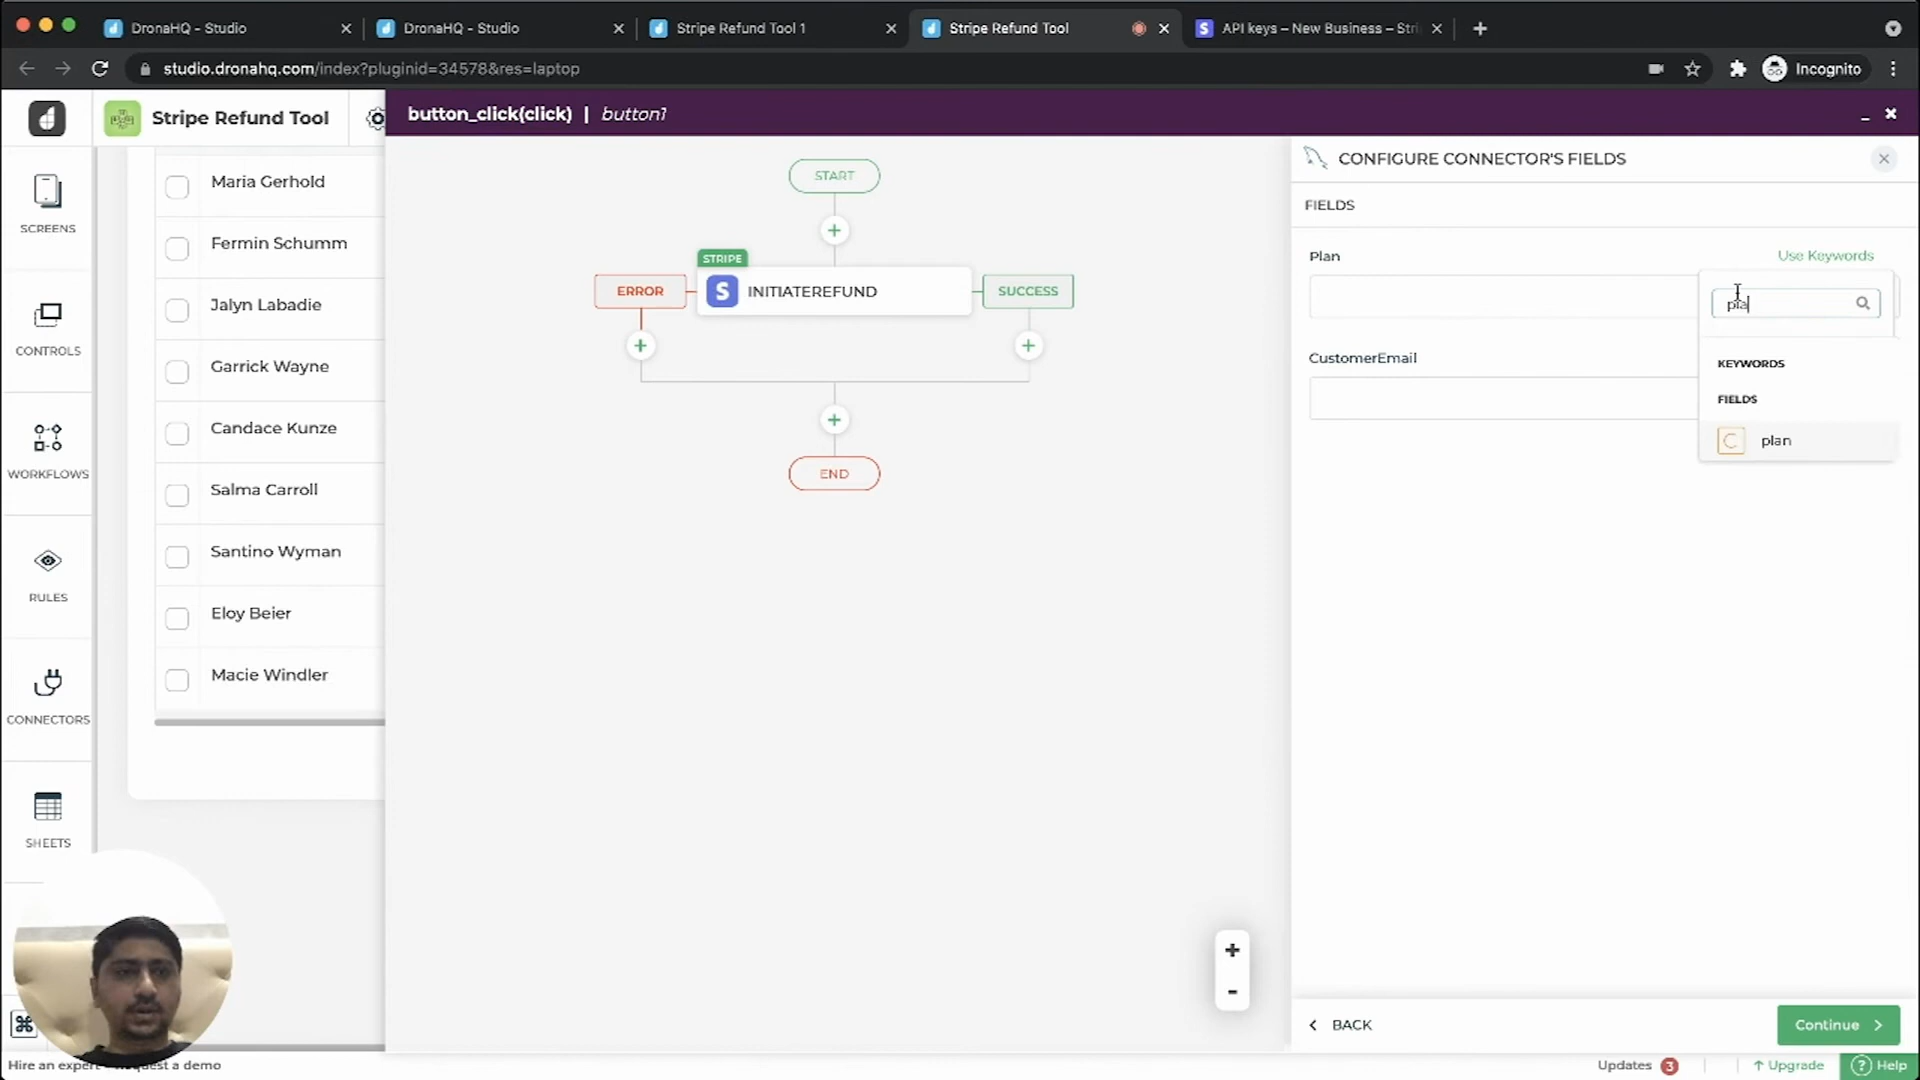 DronaHQ - Studio
DronaHQ - Studio
Stripe Refund Tool 1
Stripe Refund Tool
API keys – New Business – Stri
studio.dronahq.com/index?pluginid=34578&res=laptop
Incognito
Stripe Refund Tool
button_click(click) | button1
SCREENS
CONTROLS
WORKFLOWS
RULES
CONNECTORS
SHEETS
Maria Gerhold
Fermin Schumm
Jalyn Labadie
Garrick Wayne
Candace Kunze
Salma Carroll
Santino Wyman
Eloy Beier
Macie Windler
START
STRIPE
ERROR
INITIATEREFUND
SUCCESS
END
CONFIGURE CONNECTOR'S FIELDS
FIELDS
Plan
Use Keywords
pla
KEYWORDS
FIELDS
plan
CustomerEmail
BACK
Continue
Hire an expert
equest a demo
Updates 3
Upgrade
Help